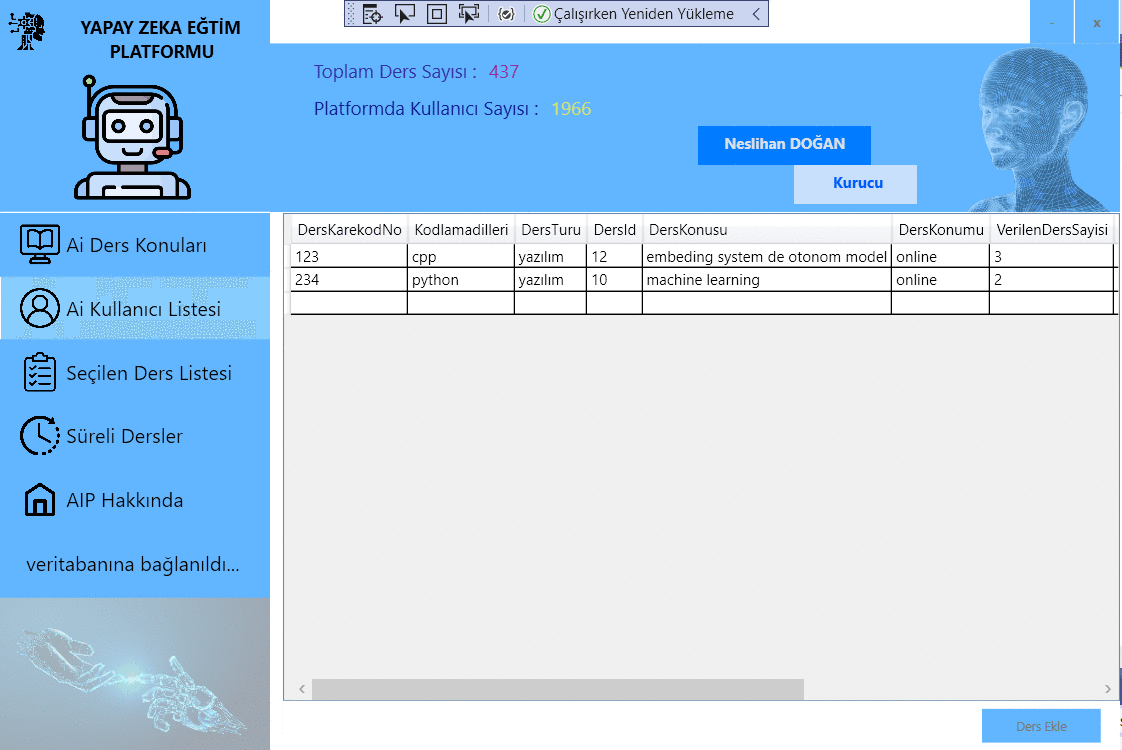 YAPAY ZEKA EĞTİM
PLATFORMU
Çalışırken Yeniden Yükleme
- x
Toplam Ders Sayısı : 437
Platformda Kullanıcı Sayısı : 1966
Neslihan DOĞAN
Kurucu
Ai Ders Konuları
Ai Kullanıcı Listesi
Seçilen Ders Listesi
Süreli Dersler
AIP Hakkında
veritabanına bağlanıldı...
DersKarekodNo Kodlamadilleri DersTuru DersId DersKonusu DersKonumu VerilenDersSayisi
123 cpp yazılım 12 embeding system de otonom model online 3
234 python yazılım 10 machine learning online 2
Ders Ekle